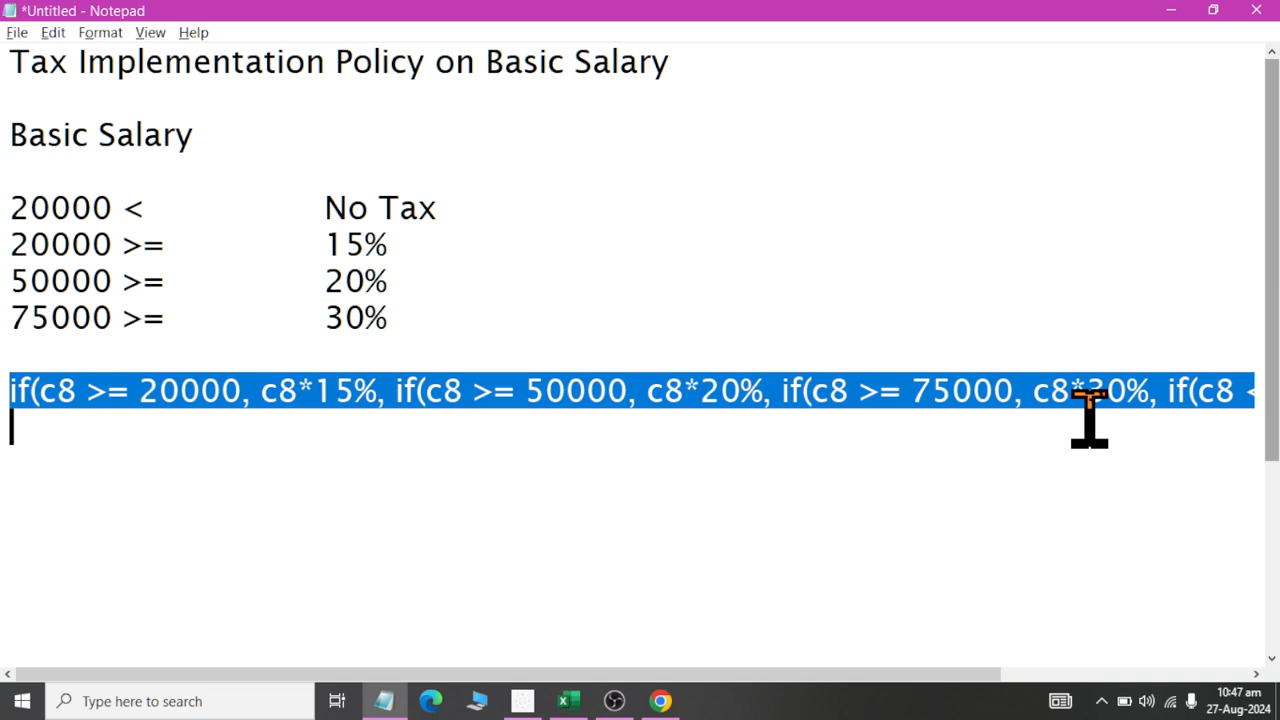 *Untitled - Notepad
File Edit Format View Help
Tax Implementation Policy on Basic Salary
Basic Salary
20000 < No Tax
20000 >= 15%
50000 >= 20%
75000 >= 30%
if(c8 >= 20000, c8*15%, if(c8 >= 50000, c8*20%, if(c8 >= 75000, c8*30%, if(c8 <
Type here to search
10:47 am
27-Aug-2024